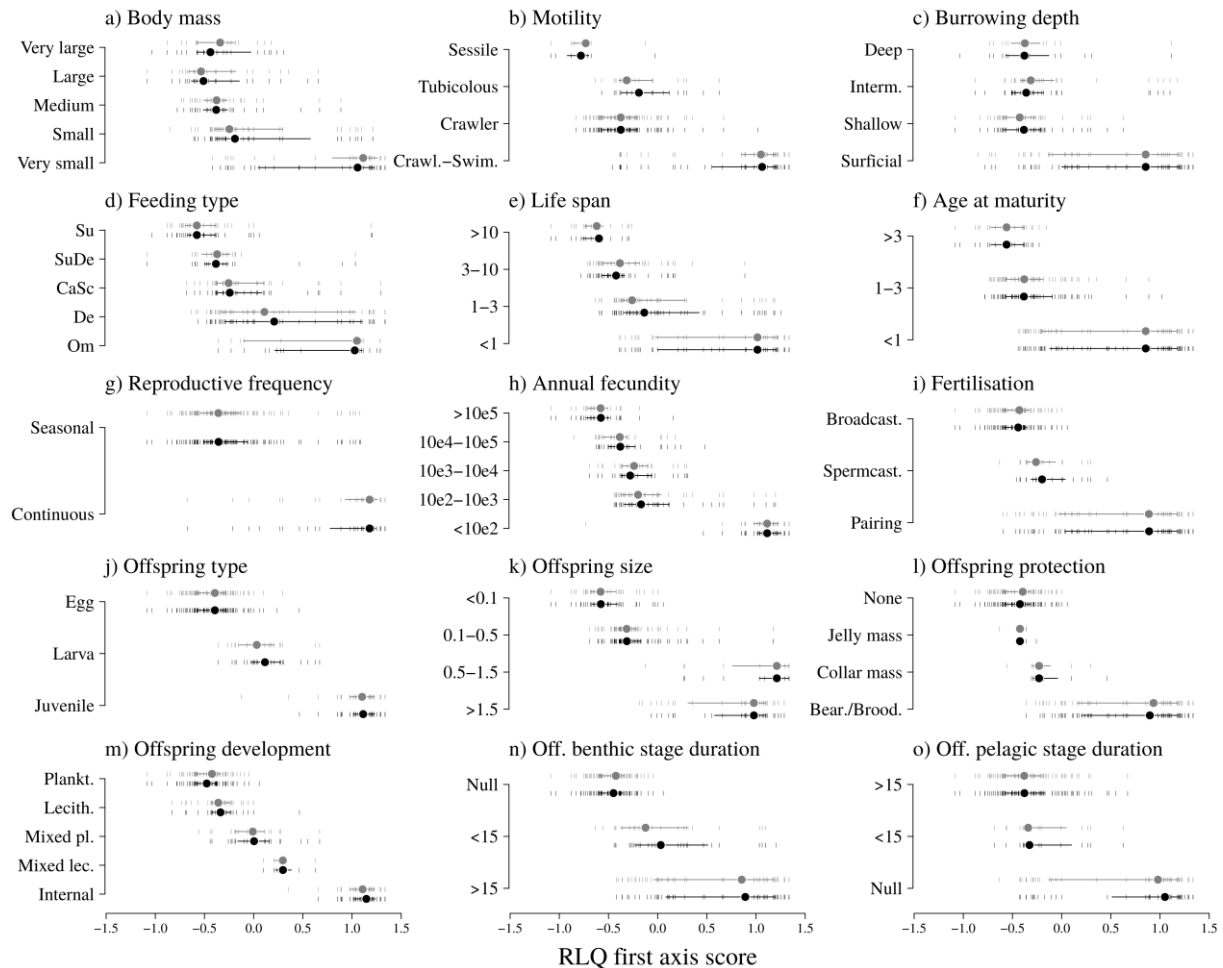 a) Body mass
Very large
Large
Medium
Small
Very small
b) Motility
Sessile
Tubicolous
Crawler
Crawl.−Swim.
c) Burrowing depth
Deep
Interm.
Shallow
Surficial
d) Feeding type
Su
SuDe
CaSc
De
Om
e) Life span
>10
3−10
1−3
<1
f) Age at maturity
>3
1−3
<1
g) Reproductive frequency
Seasonal
Continuous
h) Annual fecundity
>10e5
10e4−10e5
10e3−10e4
10e2−10e3
<10e2
i) Fertilisation
Broadcast.
Spermcast.
Pairing
j) Offspring type
Egg
Larva
Juvenile
k) Offspring size
<0.1
0.1−0.5
0.5−1.5
>1.5
l) Offspring protection
None
Jelly mass
Collar mass
Bear./Brood.
m) Offspring development
Plankt.
Lecith.
Mixed pl.
Mixed lec.
Internal
−1.5 −1.0 −0.5 0.0 0.5 1.0 1.5
n) Off. benthic stage duration
Null
<15
>15
−1.5 −1.0 −0.5 0.0 0.5 1.0 1.5
o) Off. pelagic stage duration
>15
<15
Null
−1.5 −1.0 −0.5 0.0 0.5 1.0 1.5
RLQ first axis score